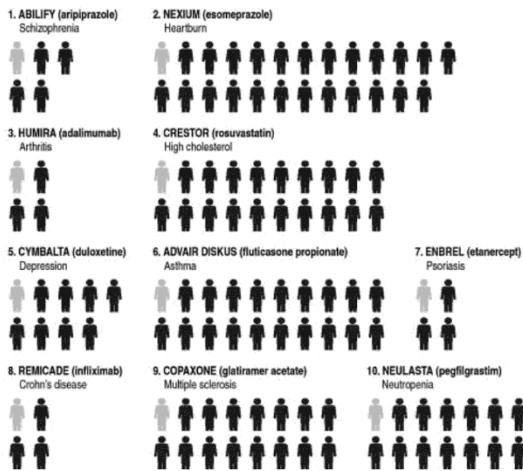 1. ABILIFY (aripiprazole)
Schizophrenia
2. NEXIUM (esomeprazole)
Heartburn
3. HUMIRA (adalimumab)
Arthritis
4. CRESTOR (rosuvastatin)
High cholesterol
5. CYMBALTA (duloxetine)
Depression
6. ADVAIR DISKUS (fluticasone propionate)
Asthma
7. ENBREL (etanercept)
Psoriasis
8. REMICADE (infliximab)
Crohn's disease
9. COPAXONE (glatiramer acetate)
Multiple sclerosis
10. NEULASTA (pegfilgrastim)
Neutropenia